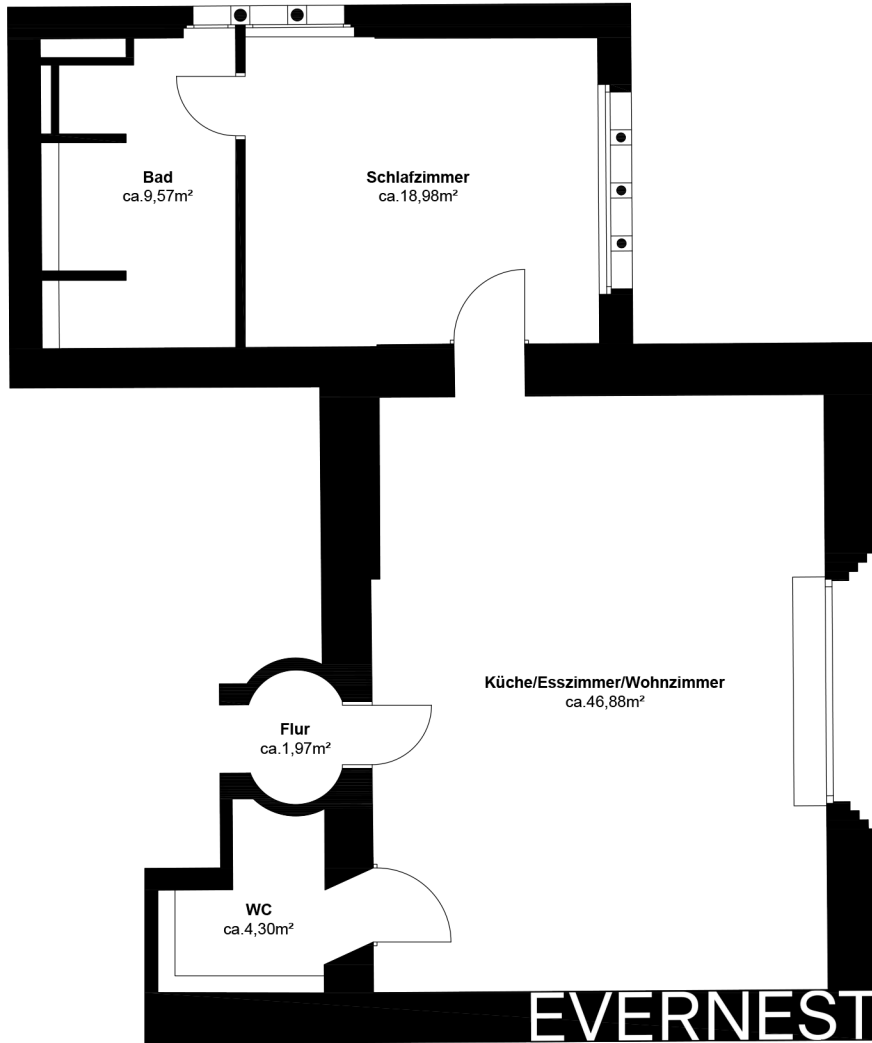 Bad
ca.9,57m²
Schlafzimmer
ca.18,98m²
Küche/Esszimmer/Wohnzimmer
ca.46,88m²
Flur
ca.1,97m²
WC
ca.4,30m²
EVERNEST